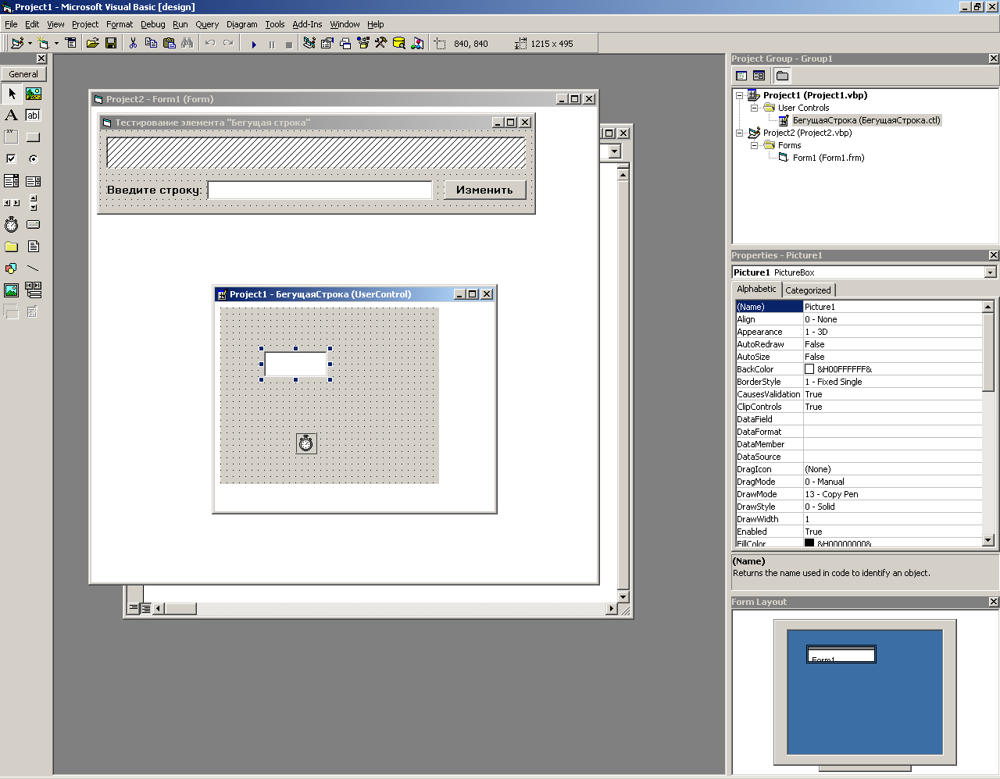 Project1 - Microsoft Visual Basic [design]
File Edit View Project Format Debug Run Query Diagram Tools Add-Ins Window Help
840, 840 1215 x 495
General
A ab|
xy
Project2 - Form1 (Form)
Тестирование элемента "Бегущая строка"
Введите строку: Изменить
Project1 - БегущаяСтрока (UserControl)
Project Group - Group1
Project1 (Project1.vbp)
User Controls
БегущаяСтрока (БегущаяСтрока.ctl)
Project2 (Project2.vbp)
Forms
Form1 (Form1.frm)
Properties - Picture1
Picture1 PictureBox
Alphabetic Categorized
(Name) Picture1
Align 0 - None
Appearance 1 - 3D
AutoRedraw False
AutoSize False
BackColor &H00FFFFFF&
BorderStyle 1 - Fixed Single
CausesValidation True
ClipControls True
DataField
DataFormat
DataMember
DataSource
DragIcon (None)
DragMode 0 - Manual
DrawMode 13 - Copy Pen
DrawStyle 0 - Solid
DrawWidth 1
Enabled True
FillColor &H00000000&
(Name)
Returns the name used in code to identify an object.
Form Layout
Form1